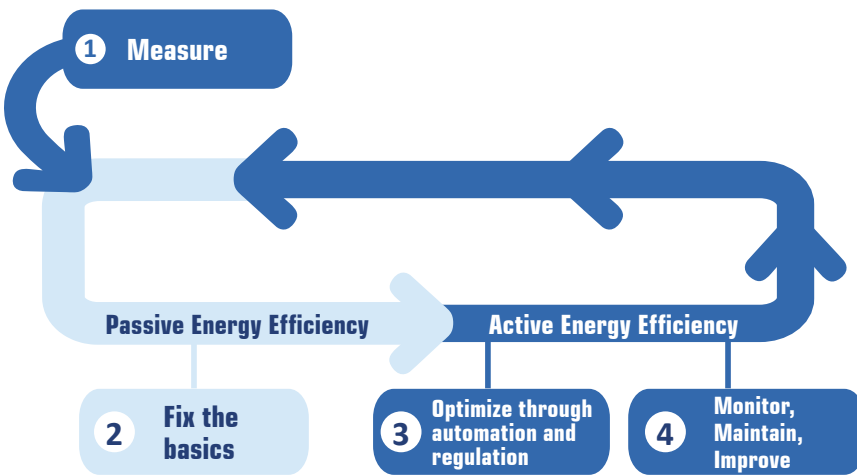 1 Measure
Passive Energy Efficiency
Active Energy Efficiency
2 Fix the
basics
3 Optimize through
automation and
regulation
4 Monitor,
Maintain,
Improve